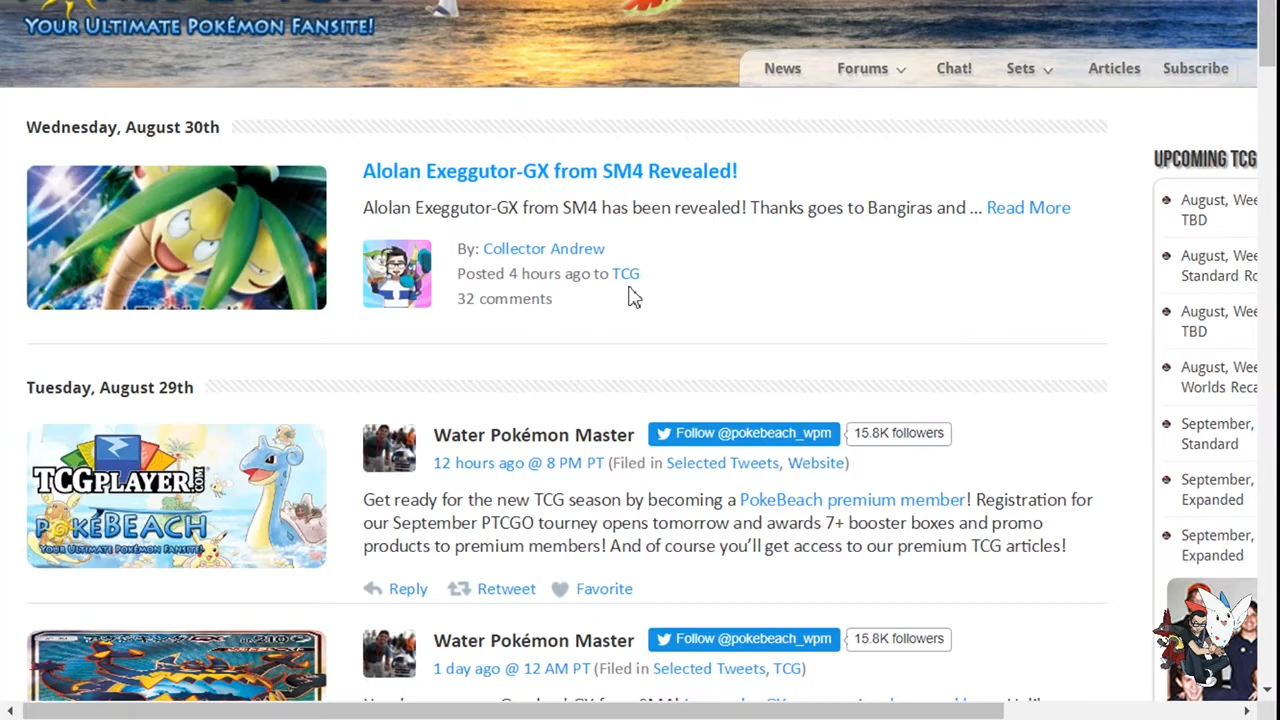 YOUR ULTIMATE POKÉMON FANSITE!
News Forums Chat! Sets Articles Subscribe
Wednesday, August 30th
Alolan Exeggutor-GX from SM4 Revealed!
Alolan Exeggutor-GX from SM4 has been revealed! Thanks goes to Bangiras and ... Read More
By: Collector Andrew
Posted 4 hours ago to TCG
32 comments
Tuesday, August 29th
TCGPLAYER.COM
POKÉBEACH
YOUR ULTIMATE POKÉMON FANSITE!
Water Pokémon Master Follow @pokebeach_wpm 15.8K followers
12 hours ago @ 8 PM PT (Filed in Selected Tweets, Website)
Get ready for the new TCG season by becoming a PokeBeach premium member! Registration for
our September PTCGO tourney opens tomorrow and awards 7+ booster boxes and promo
products to premium members! And of course you'll get access to our premium TCG articles!
Reply Retweet Favorite
Water Pokémon Master Follow @pokebeach_wpm 15.8K followers
1 day ago @ 12 AM PT (Filed in Selected Tweets, TCG)
UPCOMING TCG
August, Wee
TBD
August, Wee
Standard Ro
August, Wee
TBD
August, Wee
Worlds Reca
September,
Standard
September,
Expanded
September,
Expanded